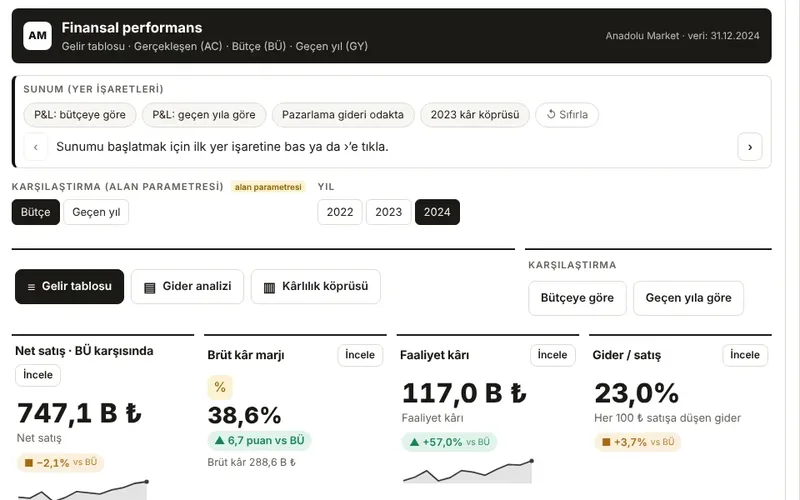 AM
Finansal performans
Gelir tablosu · Gerçekleşen (AC) · Bütçe (BÜ) · Geçen yıl (GY)
Anadolu Market · veri: 31.12.2024
SUNUM (YER İŞARETLERİ)
P&L: bütçeye göre
P&L: geçen yıla göre
Pazarlama gideri odakta
2023 kâr köprüsü
↺ Sıfırla
‹
Sunumu başlatmak için ilk yer işaretine bas ya da ›'e tıkla.
›
KARŞILAŞTIRMA (ALAN PARAMETRESİ)
alan parametresi
Bütçe
Geçen yıl
YIL
2022
2023
2024
≡ Gelir tablosu
▤ Gider analizi
▥ Kârlılık köprüsü
KARŞILAŞTIRMA
Bütçeye göre
Geçen yıla göre
Net satış · BÜ karşısında
İncele
747,1 B ₺
Net satış
■ −2,1% vs BÜ
Brüt kâr marjı
İncele
%
38,6%
▲ 6,7 puan vs BÜ
Brüt kâr 288,6 B ₺
Faaliyet kârı
İncele
117,0 B ₺
Faaliyet kârı
▲ +57,0% vs BÜ
Gider / satış
İncele
23,0%
Her 100 ₺ satışa düşen gider
■ +3,7% vs BÜ